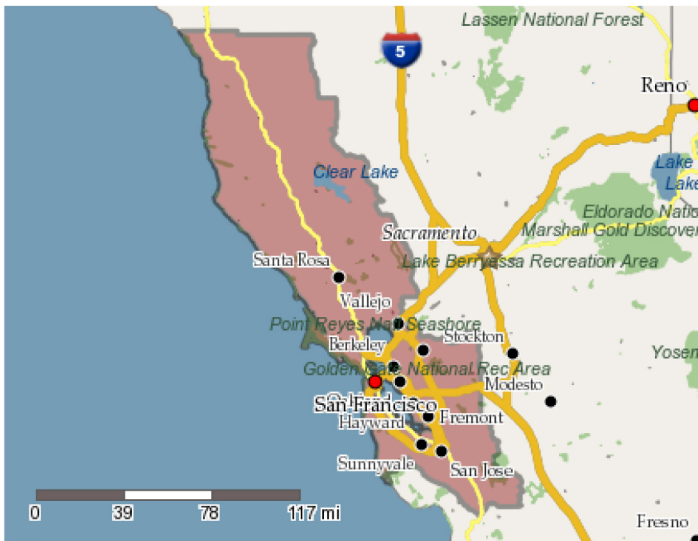 Lassen National Forest
5
Reno
Clear Lake
Lake
Lake
Eldorado Natio
Sacramento
Marshall Gold Discover
Santa Rosa
Lake Berryessa Recreation Area
Vallejo
Point Reyes Nat Seashore
Berkeley
Stockton
Yosem
Golden Gate National Rec Area
Modesto
San Francisco
Fremont
Hayward
Sunnyvale
San Jose
0 39 78 117 mi
Fresno